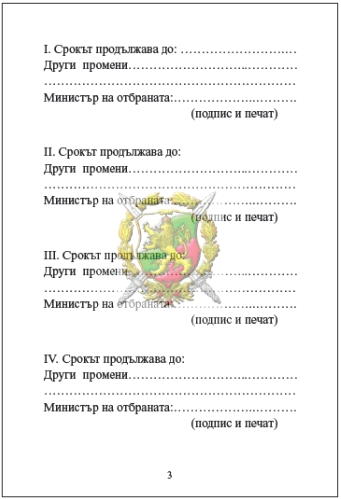 I. Срокът продължава до: ……………………….
Други промени……………………..…………
………………………………………………
Министър на отбраната:……………..……….
(подпис и печат)
II. Срокът продължава до:
Други промени……………………..…………
………………………………………………
Министър на отбраната:……………..……….
(подпис и печат)
III. Срокът продължава до:
Други промени……………………..…………
………………………………………………
Министър на отбраната:……………..……….
(подпис и печат)
IV. Срокът продължава до:
Други промени……………………..…………
………………………………………………
Министър на отбраната:……………..……….
(подпис и печат)
3